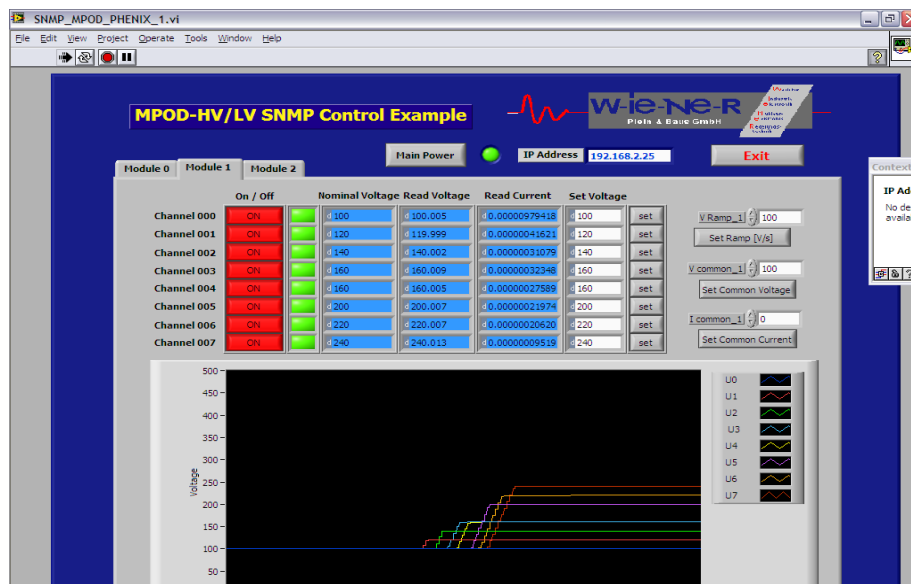 SNMP_MPOD_PHENIX_1.vi
File Edit View Project Operate Tools Window Help
MPOD-HV/LV SNMP Control Example
W-ie-Ne-R
Plein & Baus GmbH
Main Power
IP Address 192.168.2.25
Exit
Module 0 Module 1 Module 2
On / Off Nominal Voltage Read Voltage Read Current Set Voltage
Channel 000 ON d 100 d 100.005 d 0.00000979418 d 100 set
Channel 001 ON d 120 d 119.999 d 0.00000041621 d 120 set
Channel 002 ON d 140 d 140.002 d 0.00000031079 d 140 set
Channel 003 ON d 160 d 160.009 d 0.00000032348 d 160 set
Channel 004 ON d 160 d 160.005 d 0.00000027589 d 160 set
Channel 005 ON d 200 d 200.007 d 0.00000021974 d 200 set
Channel 006 ON d 220 d 220.007 d 0.00000020620 d 220 set
Channel 007 ON d 240 d 240.013 d 0.00000009519 d 240 set
V Ramp_1 100
Set Ramp [V/s]
V common_1 100
Set Common Voltage
I common_1 0
Set Common Current
Context
IP Ad
No de
availa
500
450
400
350
300
250
200
150
100
50
Voltage
U0
U1
U2
U3
U4
U5
U6
U7